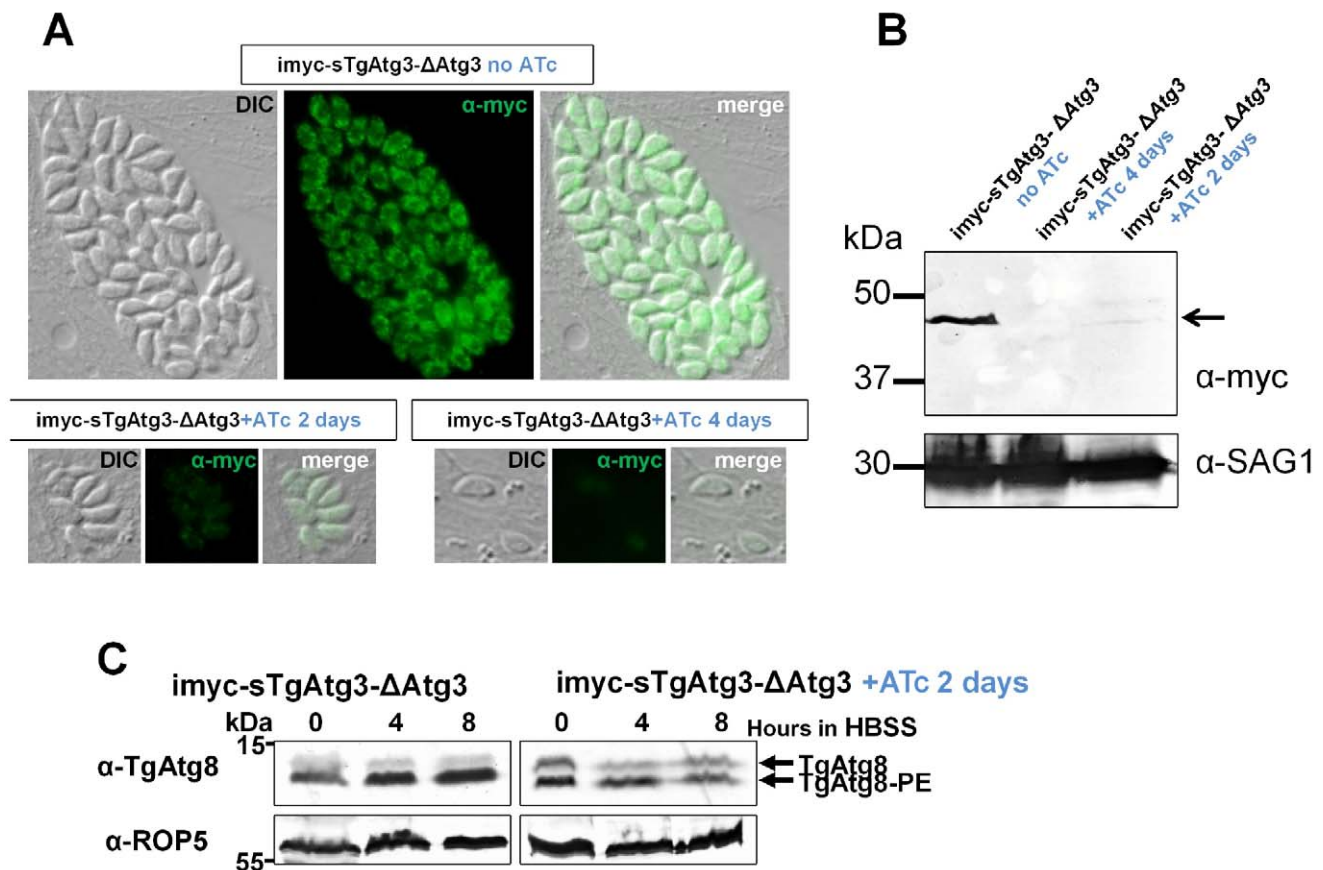 A
imyc-sTgAtg3-ΔAtg3 no ATc
DIC
α-myc
merge
imyc-sTgAtg3-ΔAtg3+ATc 2 days
imyc-sTgAtg3-ΔAtg3+ATc 4 days
DIC
α-myc
merge
DIC
α-myc
merge
B
imyc-sTgAtg3- ΔAtg3
no ATc
imyc-sTgAtg3- ΔAtg3
+ATc 4 days
imyc-sTgAtg3- ΔAtg3
+ATc 2 days
kDa
50
37
α-myc
30
α-SAG1
C
imyc-sTgAtg3-ΔAtg3
imyc-sTgAtg3-ΔAtg3 +ATc 2 days
kDa 0 4 8 0 4 8 Hours in HBSS
15
α-TgAtg8
TgAtg8
TgAtg8-PE
α-ROP5
55